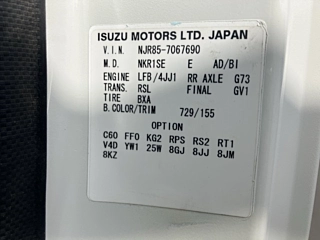 ISUZU MOTORS LTD. JAPAN
V.I.N. NJR85-7067690
M.D. NKR1SE E AD/BI
ENGINE LFB/4JJ1 RR AXLE G73
TRANS. RSL FINAL GV1
TIRE BXA
B.COLOR/TRIM 729/155
OPTION
C60 FF0 KG2 RPS RS2 RT1
V4D YW1 25W 8GJ 8JJ 8JM
8KZ